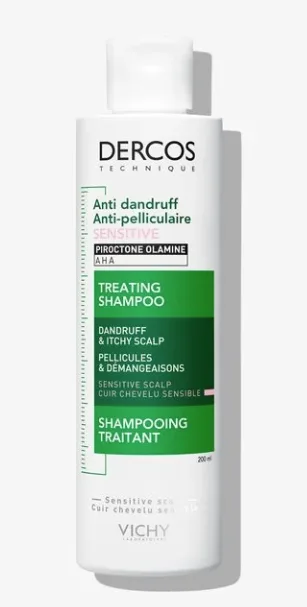 DERCOS
TECHNIQUE
Anti dandruff
Anti-pelliculaire
SENSITIVE
PIROCTONE OLAMINE
AHA
TREATING
SHAMPOO
DANDRUFF
& ITCHY SCALP
PELLICULES
& DÉMANGEAISONS
SENSITIVE SCALP
CUIR CHEVELU SENSIBLE
SHAMPOOING
TRAITANT
200 ml
Sensitive
Cuir chevelu
VICHY
LABORATOIRES